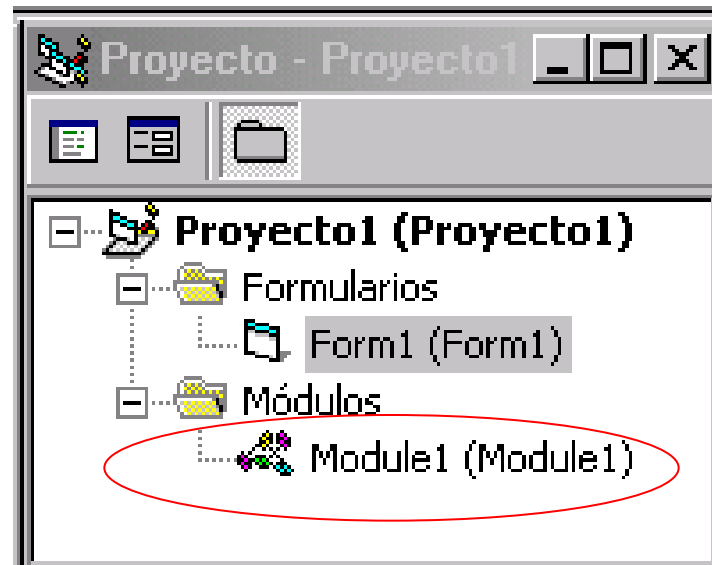 Proyecto - Proyecto1
Proyecto1 (Proyecto1)
Formularios
Form1 (Form1)
Módulos
Module1 (Module1)